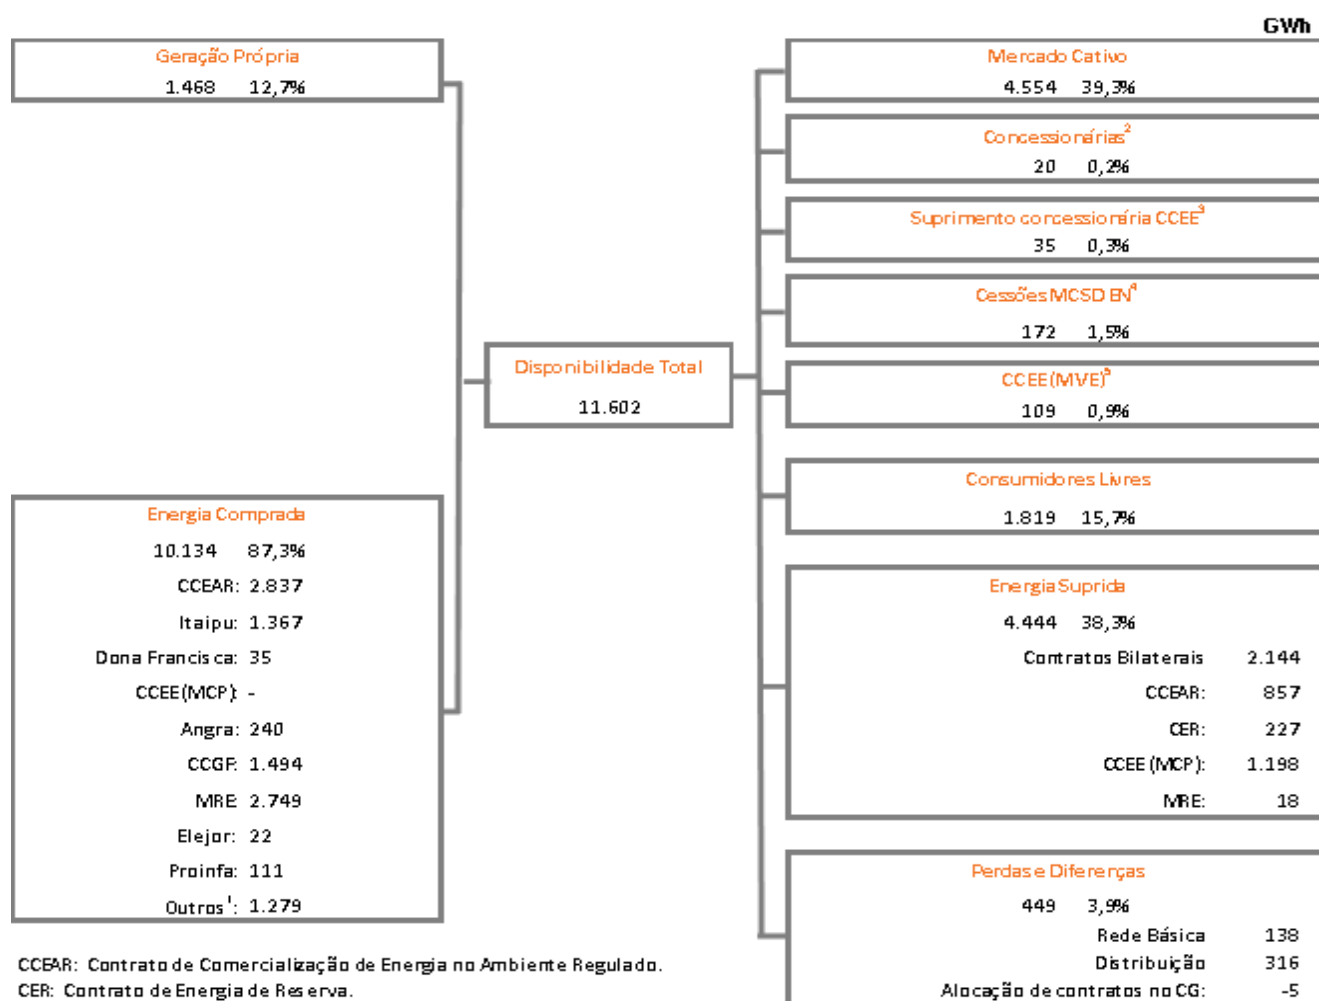 GWh
Geração Própria
1.468 12,7%
Energia Comprada
10.134 87,3%
CCEAR: 2.837
Itaipu: 1.367
Dona Francisca: 35
CCEE (MCP): -
Angra: 240
CCGF: 1.494
MRE: 2.749
Elejor: 22
Proinfa: 111
Outros¹: 1.279
Disponibilidade Total
11.602
Mercado Cativo
4.554 39,3%
Concessionárias²
20 0,2%
Suprimento concessionária CCEE³
35 0,3%
Cessões MCSD EN⁴
172 1,5%
CCEE (MVE)⁵
109 0,9%
Consumidores Livres
1.819 15,7%
Energia Suprida
4.444 38,3%
Contratos Bilaterais 2.144
CCEAR: 857
CER: 227
CCEE (MCP): 1.198
MRE: 18
Perdas e Diferenças
449 3,9%
Rede Básica 138
Distribuição 316
Alocação de contratos no CG: -5
CCEAR: Contrato de Comercialização de Energia no Ambiente Regulado.
CER: Contrato de Energia de Reserva.